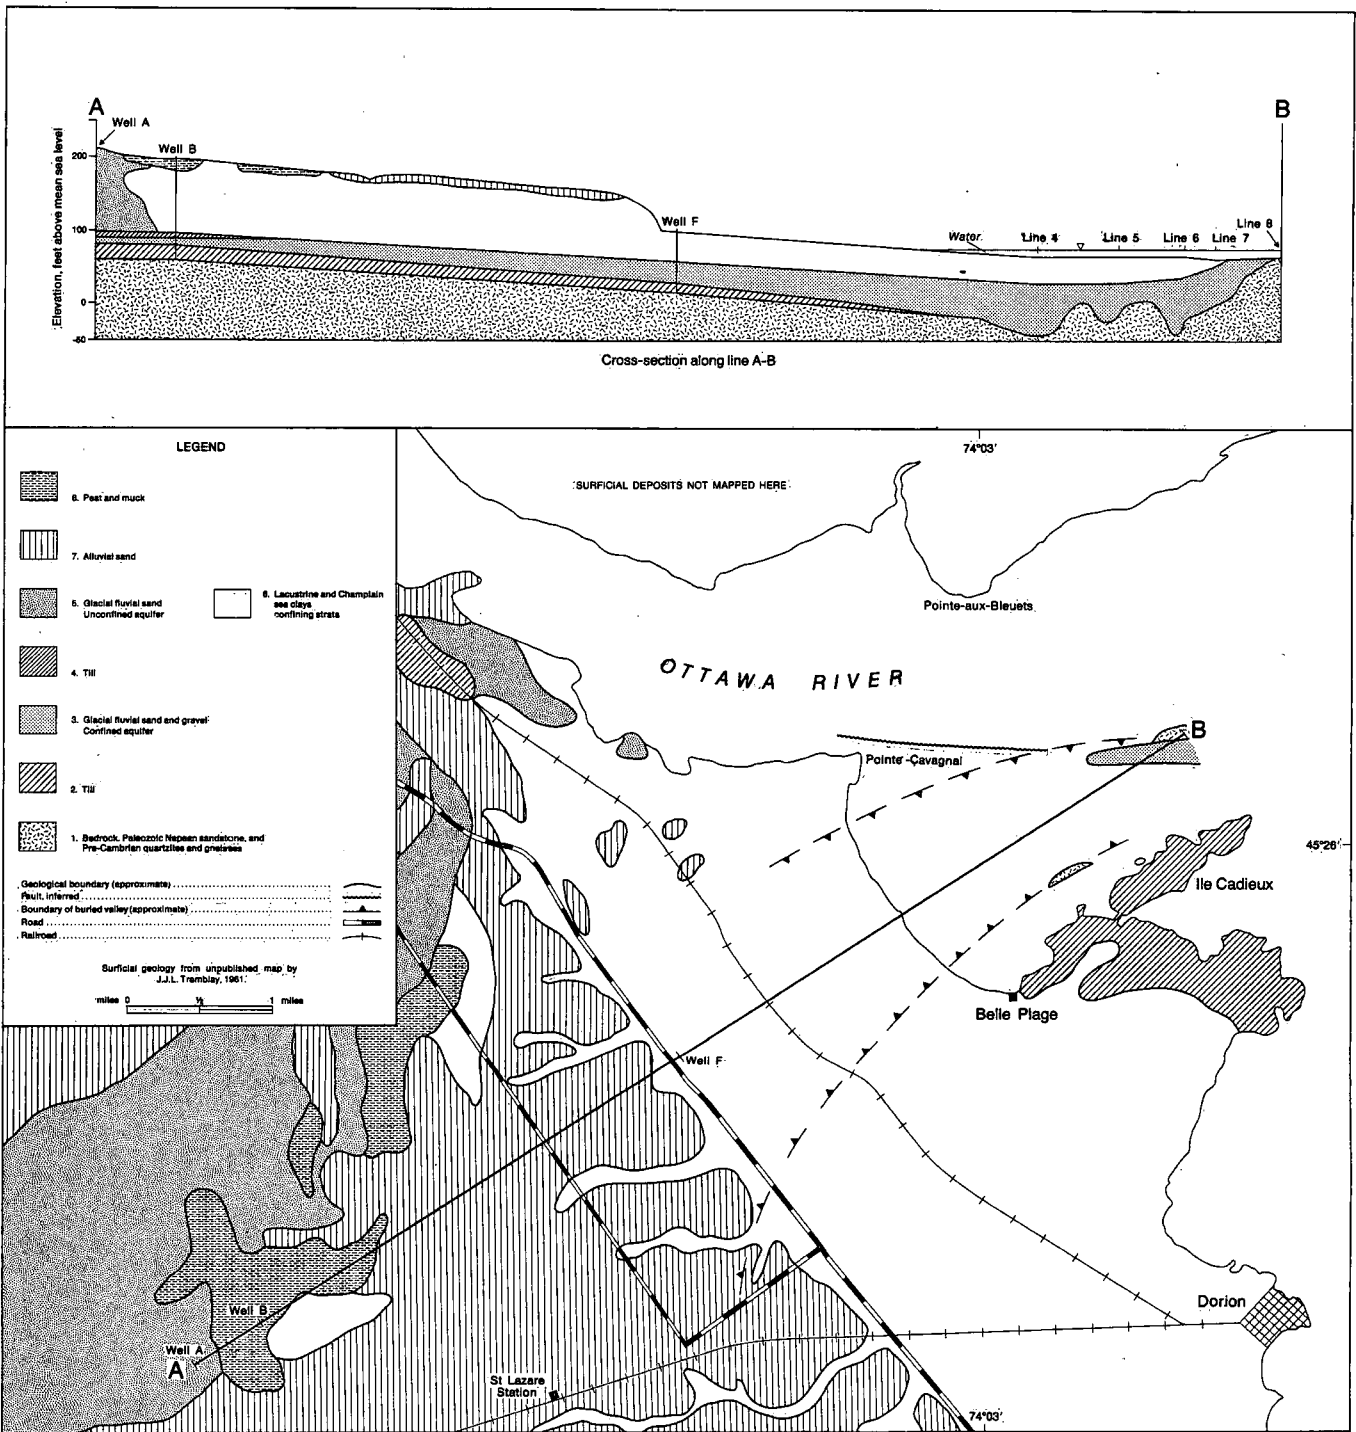 A
B
Well A
Well B
Well F
Water
Line 4
Line 5
Line 6
Line 7
Line 8
Elevation, feet above mean sea level
200
100
0
-50
Cross-section along line A-B
LEGEND
8. Peat and muck
7. Alluvial sand
5. Glacial fluvial sand
Unconfined aquifer
6. Lacustrine and Champlain
sea clays
confining strata
4. Till
3. Glacial fluvial sand and gravel
Confined aquifer
2. Till
1. Bedrock, Paleozoic Nepean sandstone, and
Pre-Cambrian quartzites and gneisses
Geological boundary (approximate)
Fault, inferred
Boundary of buried valley (approximate)
Road
Railroad
Surficial geology from unpublished map by
J.J.L. Tremblay, 1961.
miles 0 ½ 1 miles
74°03'
SURFICIAL DEPOSITS NOT MAPPED HERE
Pointe-aux-Bleuets
OTTAWA RIVER
B
Pointe-Cavagnal
45°26'
Ile Cadieux
Belle Plage
Well F
Dorion
Well B
Well A
A
St Lazare
Station
74°03'